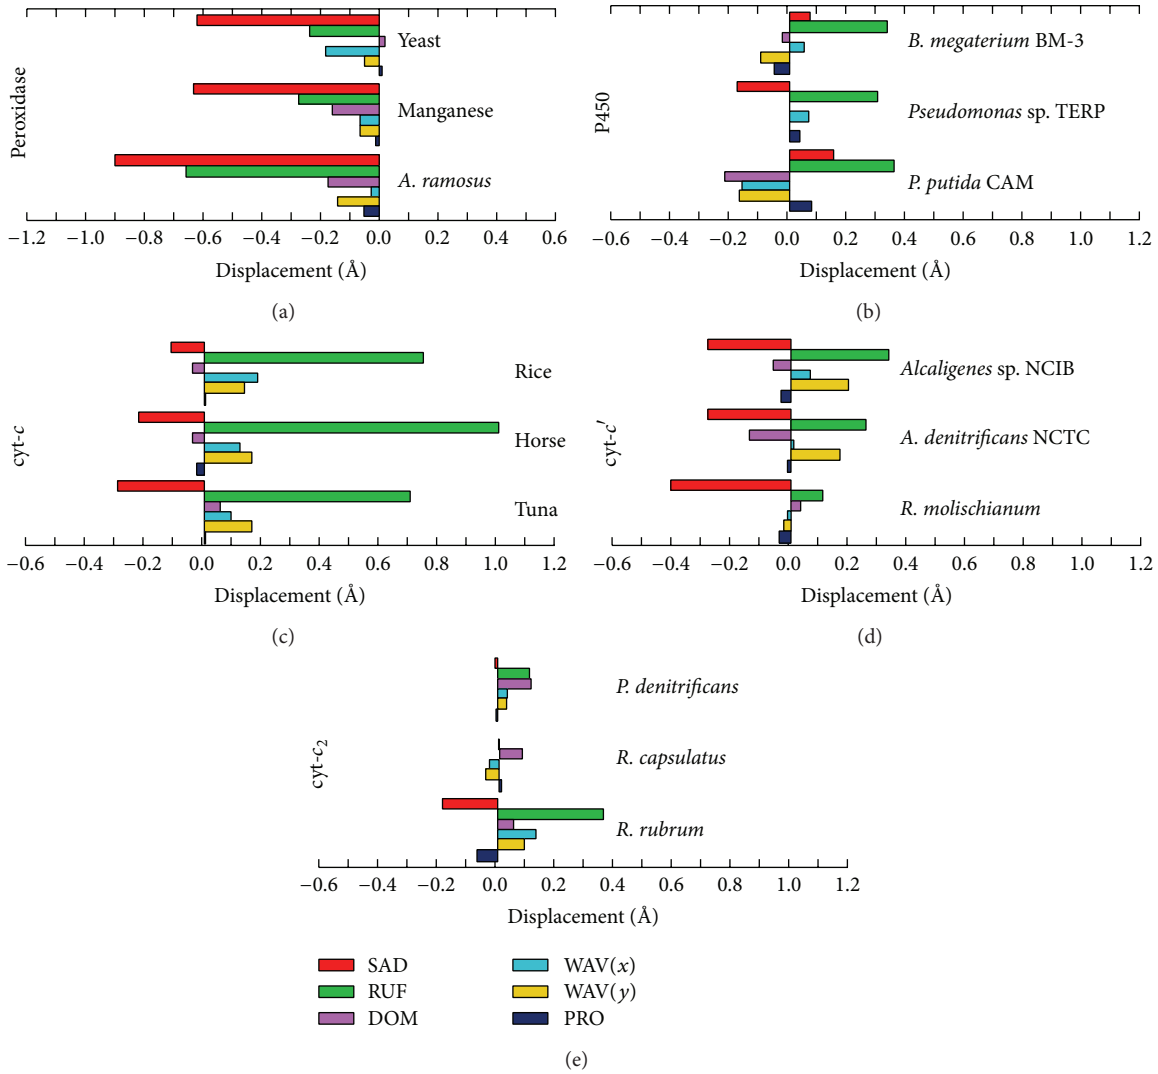 Peroxidase
Yeast
Manganese
A. ramosus
−1.2 −1.0 −0.8 −0.6 −0.4 −0.2 0.0 0.2 0.4 0.6
Displacement (Å)
(a)
P450
B. megaterium BM-3
Pseudomonas sp. TERP
P. putida CAM
−0.6 −0.4 −0.2 0.0 0.2 0.4 0.6 0.8 1.0 1.2
Displacement (Å)
(b)
cyt-c
Rice
Horse
Tuna
−0.6 −0.4 −0.2 0.0 0.2 0.4 0.6 0.8 1.0 1.2
Displacement (Å)
(c)
cyt-c′
Alcaligenes sp. NCIB
A. denitrificans NCTC
R. molischianum
−0.6 −0.4 −0.2 0.0 0.2 0.4 0.6 0.8 1.0 1.2
Displacement (Å)
(d)
cyt-c₂
P. denitrificans
R. capsulatus
R. rubrum
−0.6 −0.4 −0.2 0.0 0.2 0.4 0.6 0.8 1.0 1.2
Displacement (Å)
SAD
RUF
DOM
WAV(x)
WAV(y)
PRO
(e)